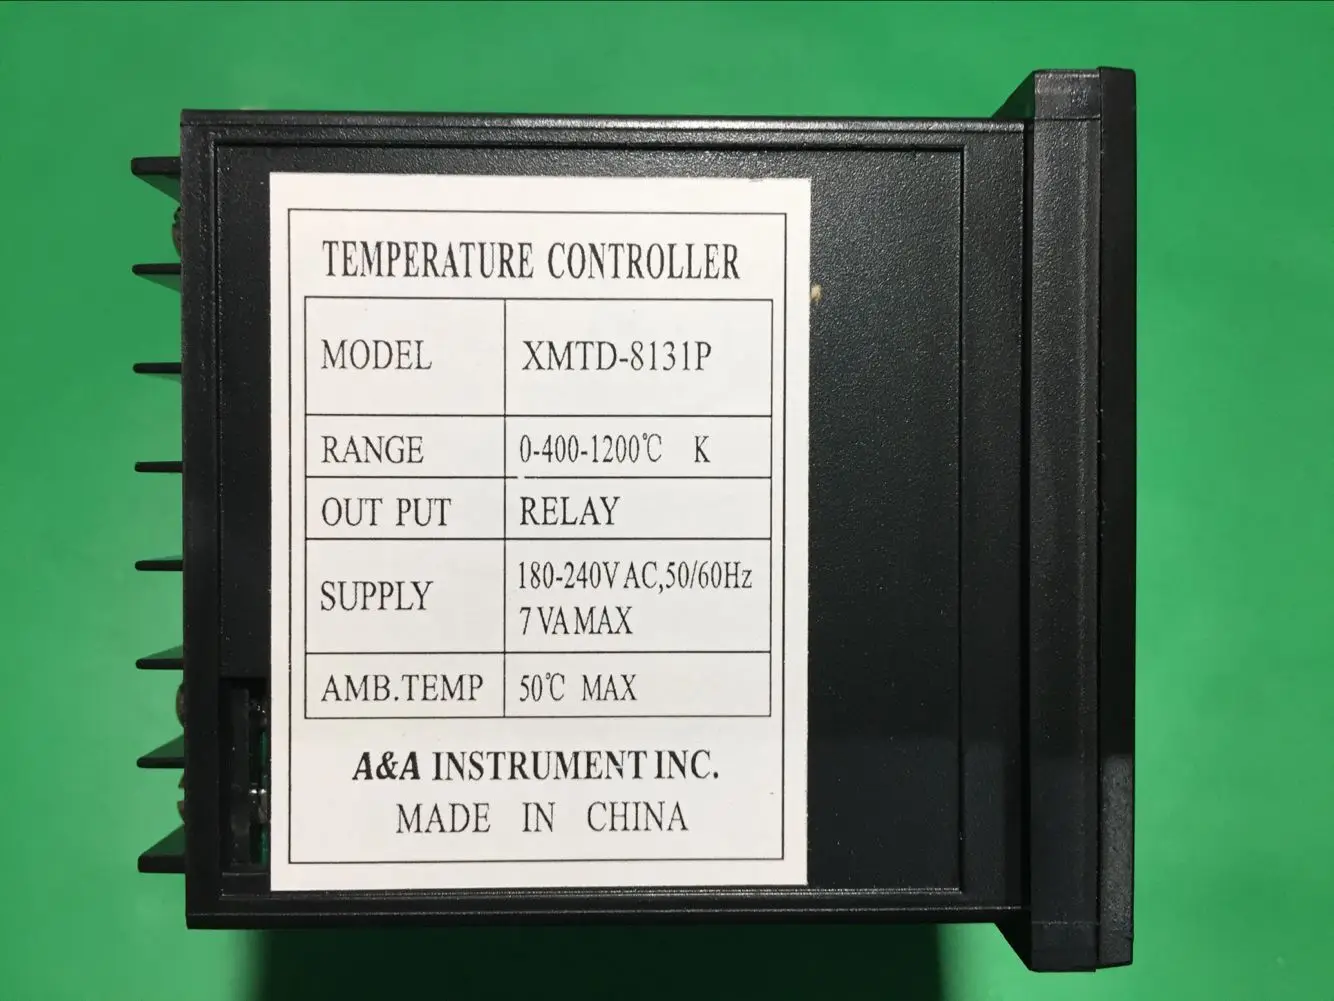 TEMPERATURE CONTROLLER
MODEL XMTD-8131P
RANGE 0-400-1200℃ K
OUT PUT RELAY
SUPPLY 180-240V AC,50/60Hz
7 VA MAX
AMB.TEMP 50℃ MAX
A&A INSTRUMENT INC.
MADE IN CHINA